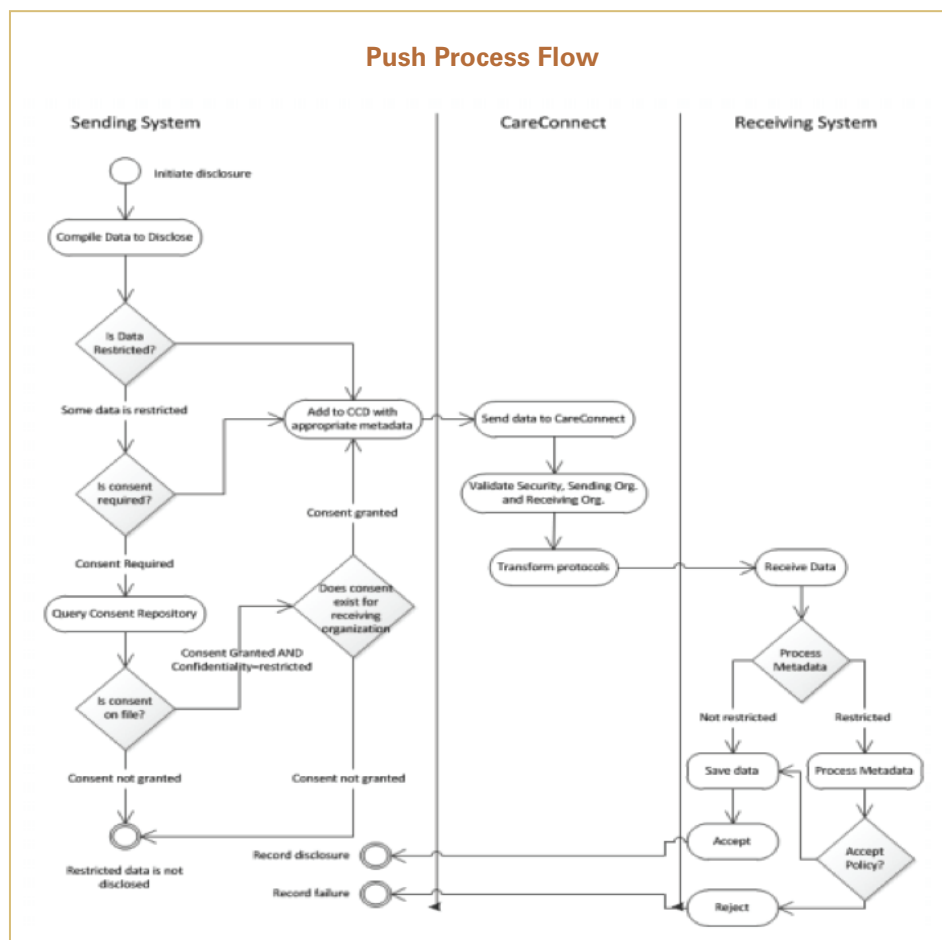 Push Process Flow
Sending System
CareConnect
Receiving System
Initiate disclosure
Compile Data to Disclose
Is Data
Restricted?
Some data is restricted
Add to CCD with
appropriate metadata
Send data to CareConnect
Is consent
required?
Validate Security, Sending Org.
and Receiving Org.
Consent granted
Consent Required
Transform protocols
Receive Data
Does consent
exist for
receiving
organization
Query Consent Repository
Consent Granted AND
Confidentiality=restricted
Process
Metadata
Is consent
on file?
Not restricted
Restricted
Consent not granted
Consent not granted
Save data
Process Metadata
Accept
Accept
Policy?
Record disclosure
Restricted data is not
disclosed
Record failure
Reject